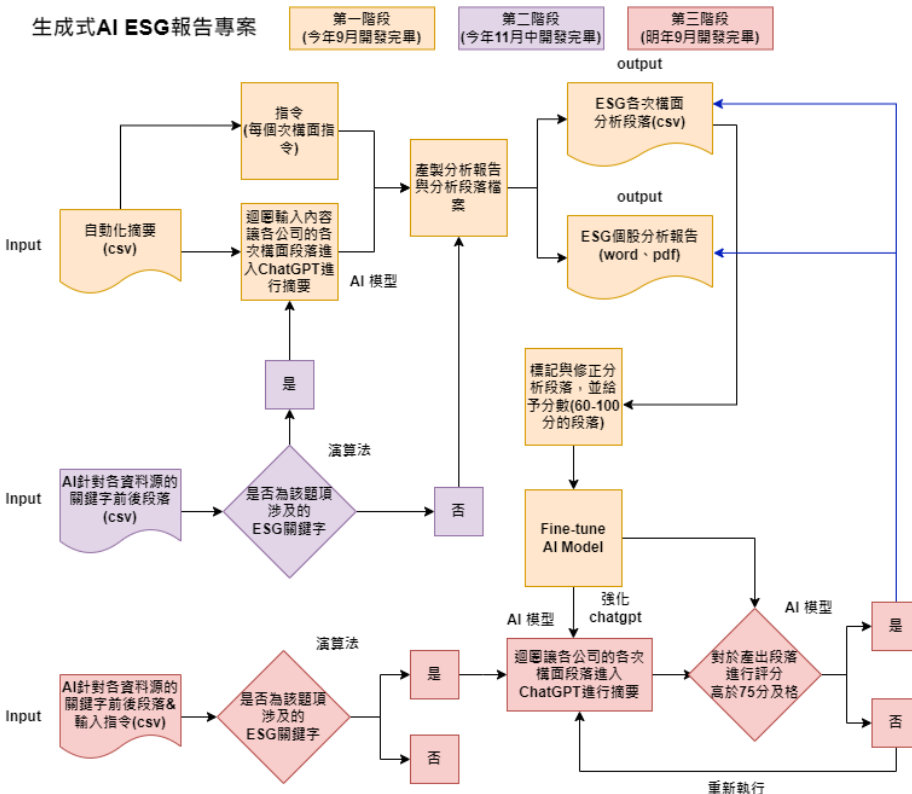 生成式AI ESG報告專案
第一階段
(今年9月開發完畢)
第二階段
(今年11月中開發完畢)
第三階段
(明年9月開發完畢)
output
指令
(每個次構面指
令)
ESG各次構面
分析段落(csv)
產製分析報告
與分析段落檔
案
Input
自動化摘要
(csv)
迴圈輸入內容
讓各公司的各
次構面段落進
入ChatGPT進
行摘要
AI 模型
output
ESG個股分析報告
(word、pdf)
是
標記與修正分
析段落，並給
予分數(60-100
分的段落)
演算法
Input
AI針對各資料源的
關鍵字前後段落
(csv)
是否為該題項
涉及的
ESG關鍵字
否
Fine-tune
AI Model
強化
chatgpt
AI 模型
AI 模型
是
演算法
Input
AI針對各資料源的
關鍵字前後段落&
輸入指令(csv)
是否為該題項
涉及的
ESG關鍵字
是
否
迴圈讓各公司的各次
構面段落進入
ChatGPT進行摘要
對於產出段落
進行評分
高於75分及格
否
重新執行